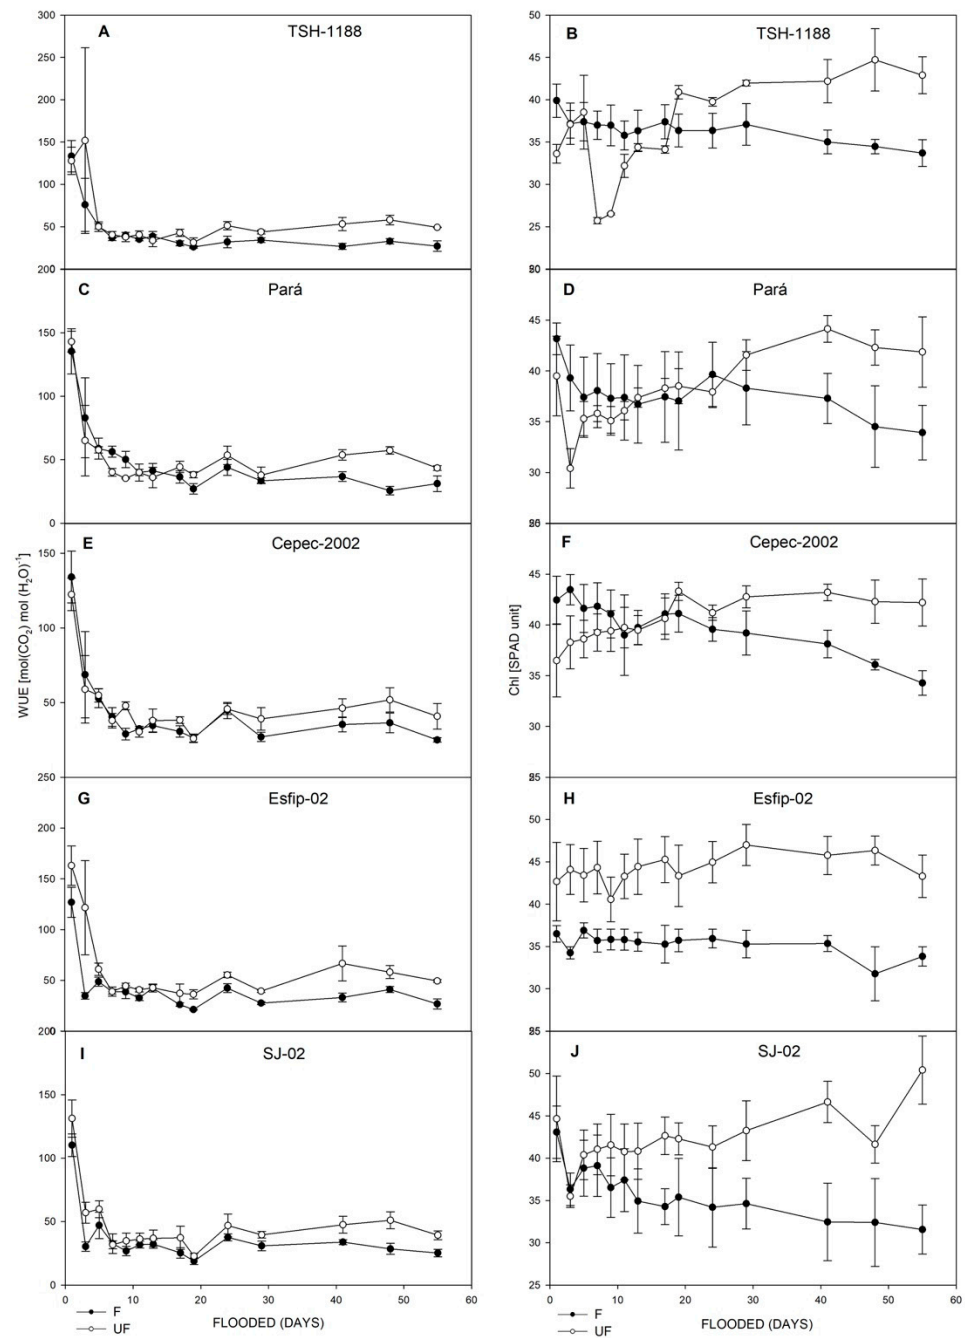 A
TSH-1188
300
250
200
150
100
50
B
TSH-1188
50
45
40
35
30
C
Pará
150
100
50
0
D
Pará
45
40
35
30
E
Cepec-2002
150
100
50
WUE [mol(CO₂) mol (H₂O)⁻¹]
F
Cepec-2002
45
40
35
30
Chl [SPAD unit]
G
Esfip-02
250
200
150
100
50
H
Esfip-02
50
45
40
35
30
I
SJ-02
150
100
50
0
0 10 20 30 40 50 60
F
UF
FLOODED (DAYS)
J
SJ-02
50
45
40
35
30
25
0 10 20 30 40 50 60
F
UF
FLOODED (DAYS)